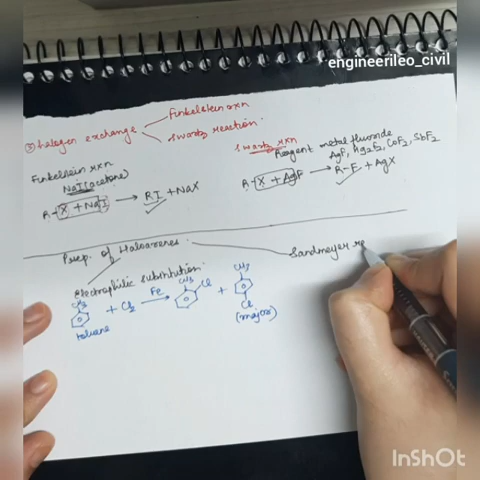 engineerileo_civil
③ halogen exchange
Finkelstein rxn
Swarts reaction.
Finkelstein rxn
NaI (acetone)
R-X + NaI → RI + NaX
Swarts rxn
Reagent metal fluoride
AgF, Hg2F2, CoF2, SbF2
R-X + AgF → R-F + AgX
Prep. of Haloarenes.
Sandmeyer re
Electrophilic substitution.
CH3 + Cl2 Fe → CH3 Cl + CH3 Cl
toluene
(major)
InShOt